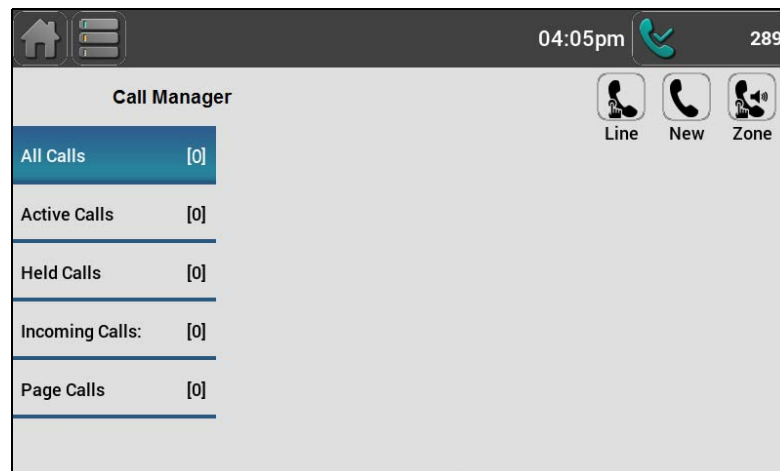 04:05pm 289
Call Manager
Line New Zone
All Calls [0]
Active Calls [0]
Held Calls [0]
Incoming Calls: [0]
Page Calls [0]